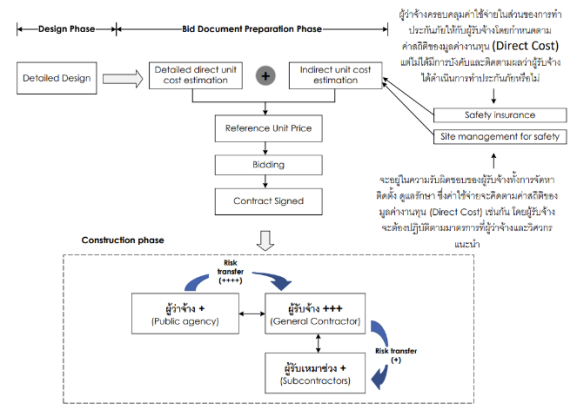 Design Phase
Bid Document Preparation Phase
ผู้ว่าจ้างครอบคลุมค่าใช้จ่ายในส่วนของการทำ
ประกันภัยให้กับผู้รับจ้างโดยกำหนดตาม
ค่าสถิติของมูลค่างานทุน (Direct Cost)
แต่ไม่ได้มีการบังคับและติดตามผลว่าผู้รับจ้าง
ได้ดำเนินการทำประกันภัยหรือไม่
Detailed Design
Detailed direct unit
cost estimation
+
Indirect unit cost
estimation
Safety insurance
Site management for safety
Reference Unit Price
Bidding
Contract Signed
จะอยู่ในความรับผิดชอบของผู้รับจ้างทั้งการจัดหา
ติดตั้ง ดูแลรักษา ซึ่งค่าใช้จ่ายจะคิดตามค่าสถิติของ
มูลค่างานทุน (Direct Cost) เช่นกัน โดยผู้รับจ้าง
จะต้องปฏิบัติตามมาตรการที่ผู้ว่าจ้างและวิศวกร
แนะนำ
Construction phase
Risk
transfer
(++++)
ผู้ว่าจ้าง +
(Public agency)
ผู้รับจ้าง +++
(General Contractor)
Risk
transfer
(+)
ผู้รับเหมาช่วง +
(Subcontractors)